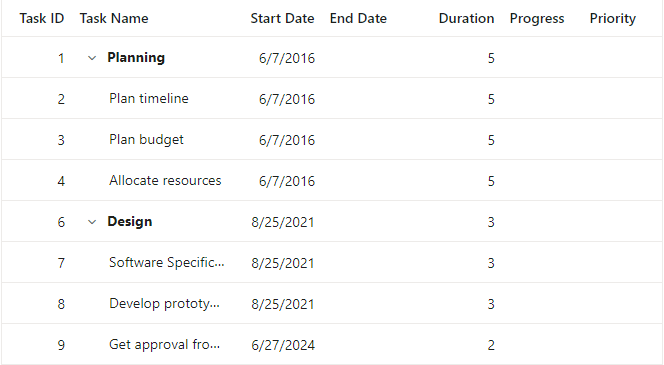 Task ID Task Name Start Date End Date Duration Progress Priority
1 Planning 6/7/2016 5
2 Plan timeline 6/7/2016 5
3 Plan budget 6/7/2016 5
4 Allocate resources 6/7/2016 5
6 Design 8/25/2021 3
7 Software Specific... 8/25/2021 3
8 Develop prototy... 8/25/2021 3
9 Get approval fro... 6/27/2024 2